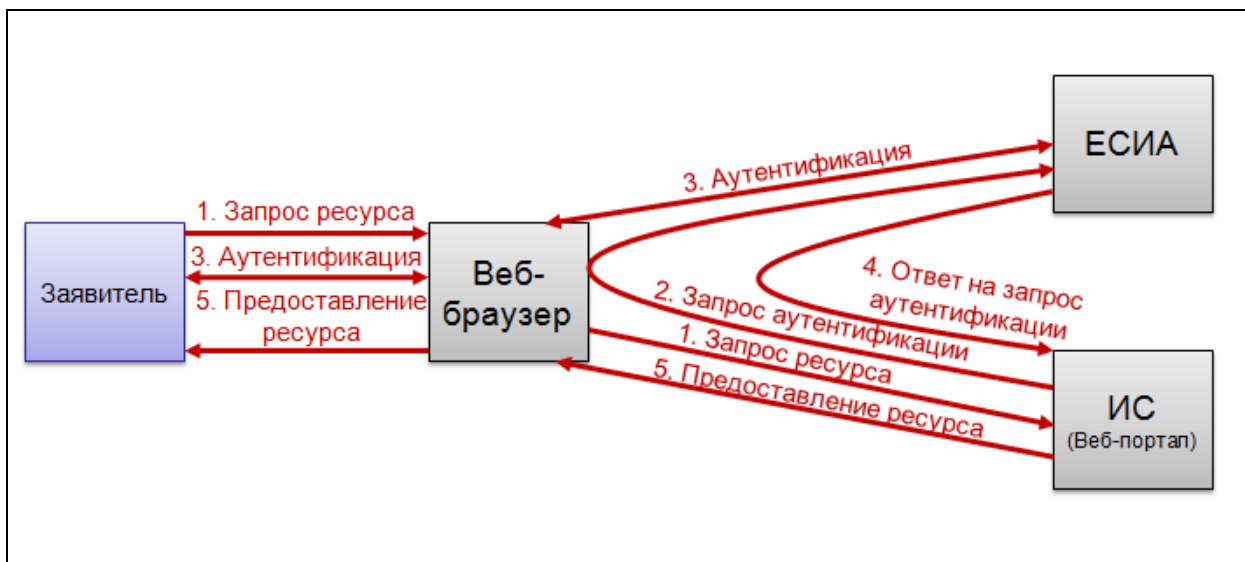 ЕСИА
3. Аутентификация
1. Запрос ресурса
3. Аутентификация
5. Предоставление
ресурса
Заявитель
Веб-
браузер
4. Ответ на запрос
аутентификации
2. Запрос аутентификации
1. Запрос ресурса
5. Предоставление ресурса
ИС
(Веб-портал)